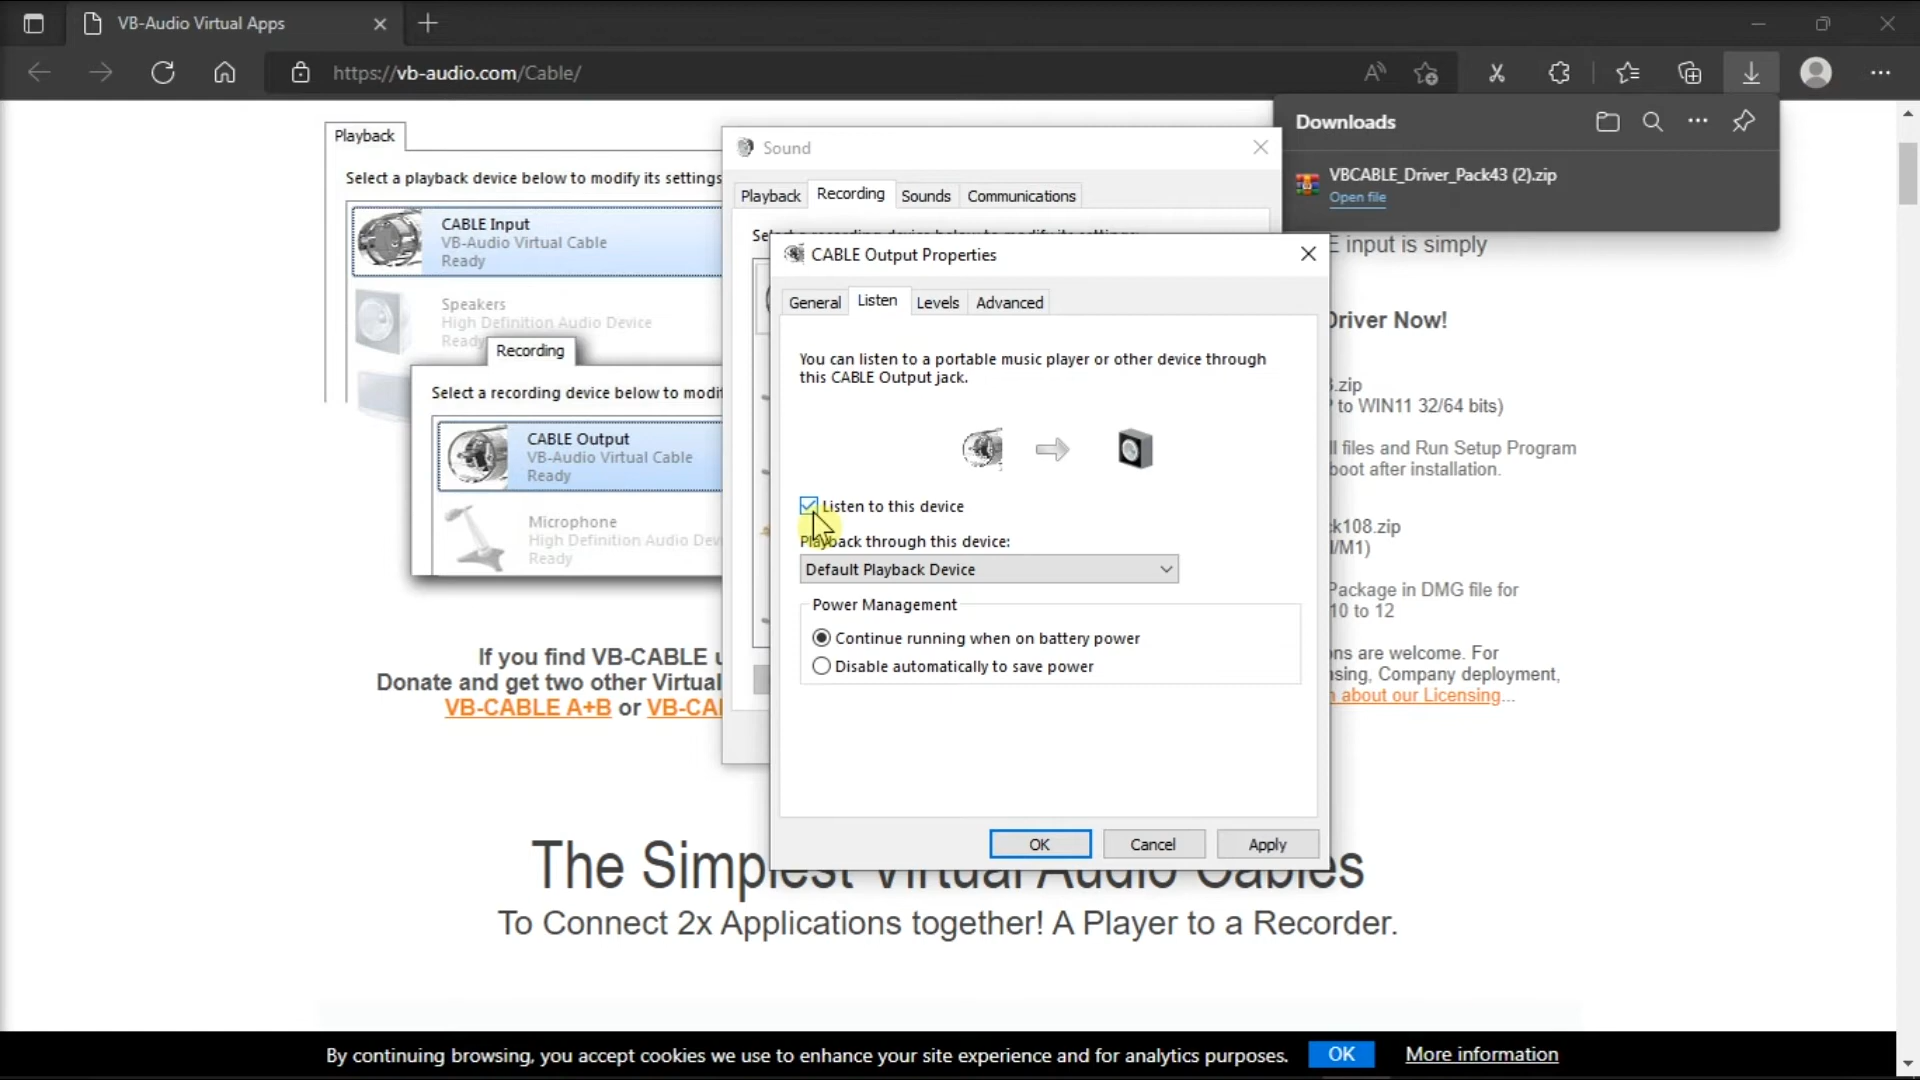 VB-Audio Virtual Apps
https://vb-audio.com/Cable/
Downloads
VBCABLE_Driver_Pack43 (2).zip
Open file
Playback
Select a playback device below to modify its settings
CABLE Input
VB-Audio Virtual Cable
Ready
Speakers
High Definition Audio Device
Ready
Recording
Select a recording device below to modif
CABLE Output
VB-Audio Virtual Cable
Ready
Microphone
High Definition Audio Dev
Ready
Sound
Playback Recording Sounds Communications
CABLE Output Properties
General Listen Levels Advanced
You can listen to a portable music player or other device through
this CABLE Output jack.
Listen to this device
Playback through this device:
Default Playback Device
Power Management
Continue running when on battery power
Disable automatically to save power
OK Cancel Apply
E input is simply
Driver Now!
.zip
to WIN11 32/64 bits)
ll files and Run Setup Program
boot after installation.
ck108.zip
/M1)
Package in DMG file for
10 to 12
ons are welcome. For
nsing, Company deployment,
about our Licensing...
If you find VB-CABLE u
Donate and get two other Virtual
VB-CABLE A+B or VB-CA
The Simplest Virtual Audio Cables
To Connect 2x Applications together! A Player to a Recorder.
By continuing browsing, you accept cookies we use to enhance your site experience and for analytics purposes. OK More information